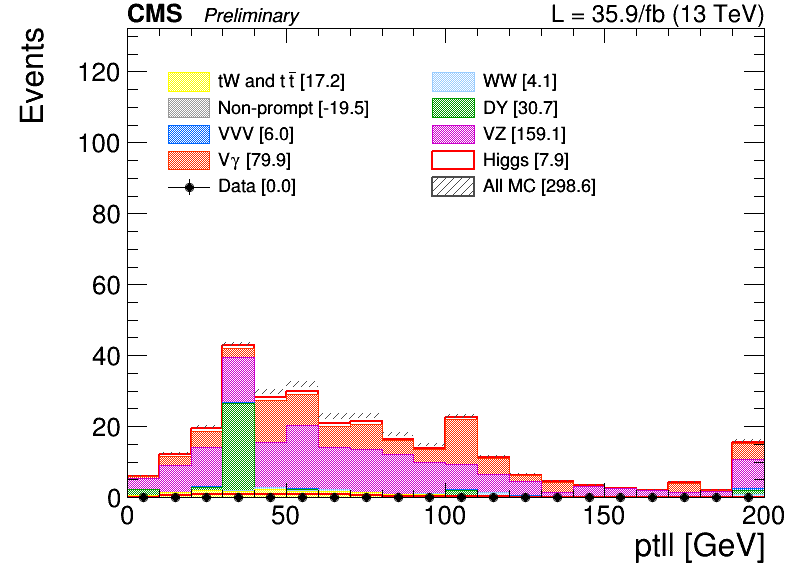 CMS Preliminary L = 35.9/fb (13 TeV)
Events
120
100
80
60
40
20
0
tW and t t̅ [17.2] WW [4.1]
Non-prompt [-19.5] DY [30.7]
VVV [6.0] VZ [159.1]
Vγ [79.9] Higgs [7.9]
Data [0.0] All MC [298.6]
0 50 100 150 200
ptll [GeV]